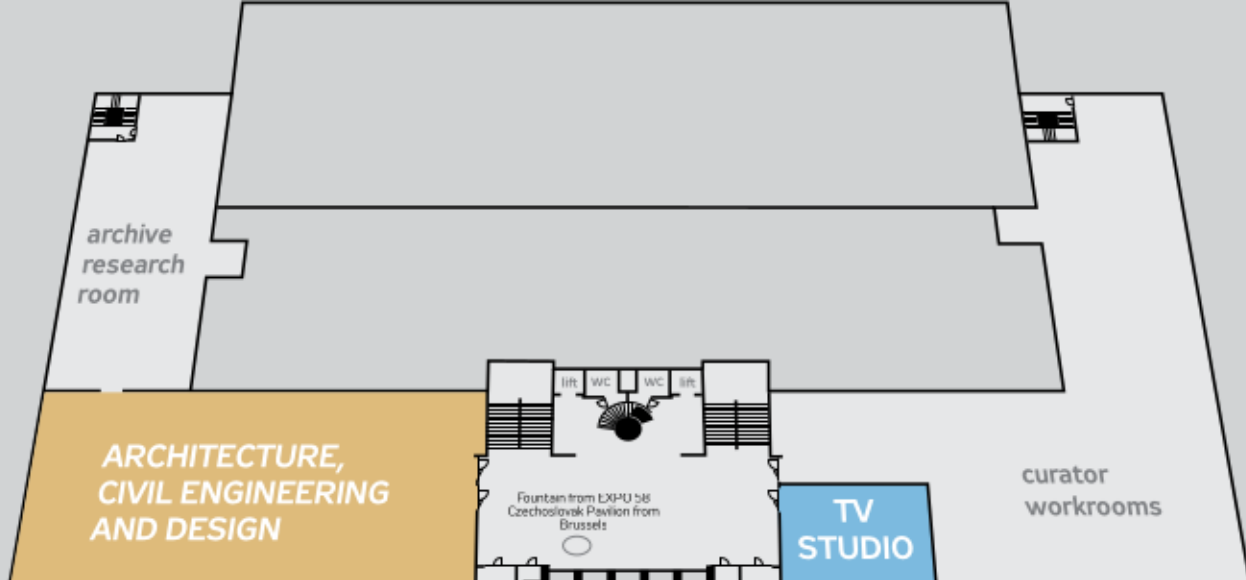 archive
research
room
lift WC WC lift
ARCHITECTURE,
CIVIL ENGINEERING
AND DESIGN
Fountain from EXPO 58
Czechoslovak Pavilion from
Brussels
TV
STUDIO
curator
workrooms